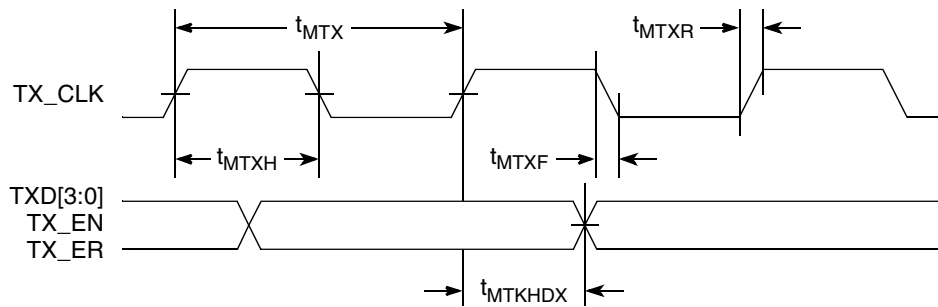 tMTX
tMTXR
TX_CLK
tMTXH
tMTXF
TXD[3:0]
TX_EN
TX_ER
tMTKHDX